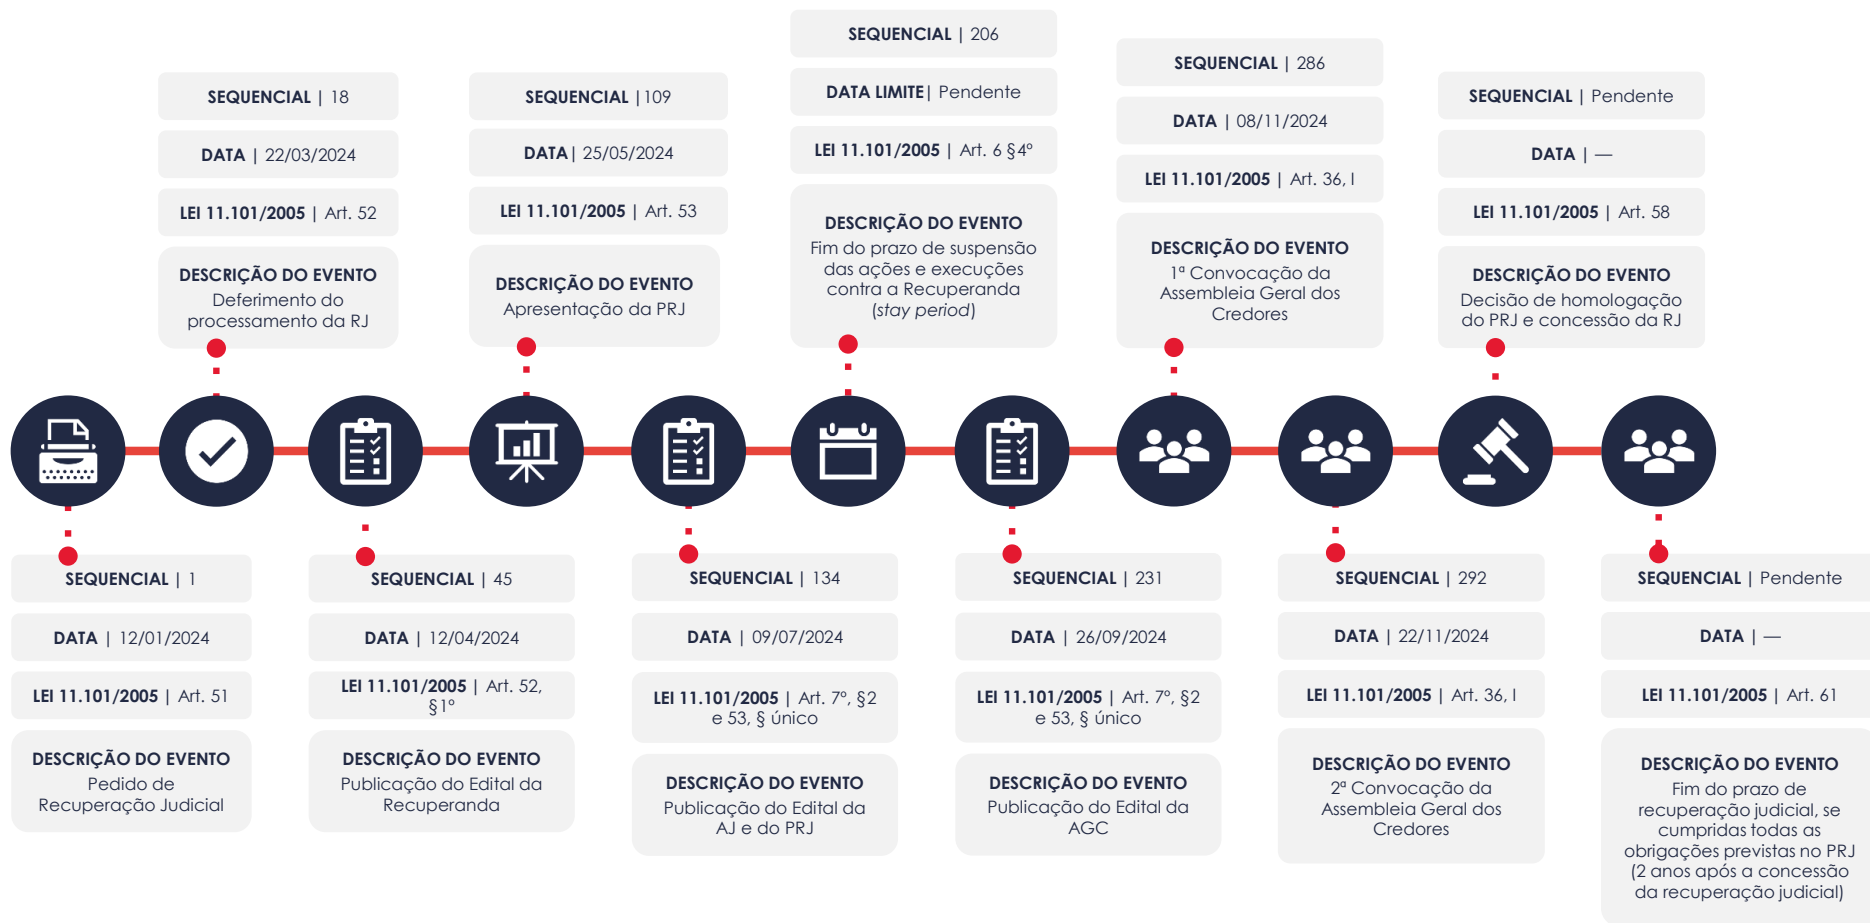 SEQUENCIAL | 1
DATA | 12/01/2024
LEI 11.101/2005 | Art. 51
DESCRIÇÃO DO EVENTO
Pedido de
Recuperação Judicial
SEQUENCIAL | 18
DATA | 22/03/2024
LEI 11.101/2005 | Art. 52
DESCRIÇÃO DO EVENTO
Deferimento do
processamento da RJ
SEQUENCIAL | 45
DATA | 12/04/2024
LEI 11.101/2005 | Art. 52,
§1º
DESCRIÇÃO DO EVENTO
Publicação do Edital da
Recuperanda
SEQUENCIAL |109
DATA| 25/05/2024
LEI 11.101/2005 | Art. 53
DESCRIÇÃO DO EVENTO
Apresentação da PRJ
SEQUENCIAL | 134
DATA | 09/07/2024
LEI 11.101/2005 | Art. 7º, §2
e 53, § único
DESCRIÇÃO DO EVENTO
Publicação do Edital da
AJ e do PRJ
SEQUENCIAL | 206
DATA LIMITE| Pendente
LEI 11.101/2005 | Art. 6 §4º
DESCRIÇÃO DO EVENTO
Fim do prazo de suspensão
das ações e execuções
contra a Recuperanda
(stay period)
SEQUENCIAL | 231
DATA | 26/09/2024
LEI 11.101/2005 | Art. 7º, §2
e 53, § único
DESCRIÇÃO DO EVENTO
Publicação do Edital da
AGC
SEQUENCIAL | 286
DATA | 08/11/2024
LEI 11.101/2005 | Art. 36, I
DESCRIÇÃO DO EVENTO
1ª Convocação da
Assembleia Geral dos
Credores
SEQUENCIAL | 292
DATA | 22/11/2024
LEI 11.101/2005 | Art. 36, I
DESCRIÇÃO DO EVENTO
2ª Convocação da
Assembleia Geral dos
Credores
SEQUENCIAL | Pendente
DATA | —
LEI 11.101/2005 | Art. 58
DESCRIÇÃO DO EVENTO
Decisão de homologação
do PRJ e concessão da RJ
SEQUENCIAL | Pendente
DATA | —
LEI 11.101/2005 | Art. 61
DESCRIÇÃO DO EVENTO
Fim do prazo de
recuperação judicial, se
cumpridas todas as
obrigações previstas no PRJ
(2 anos após a concessão
da recuperação judicial)